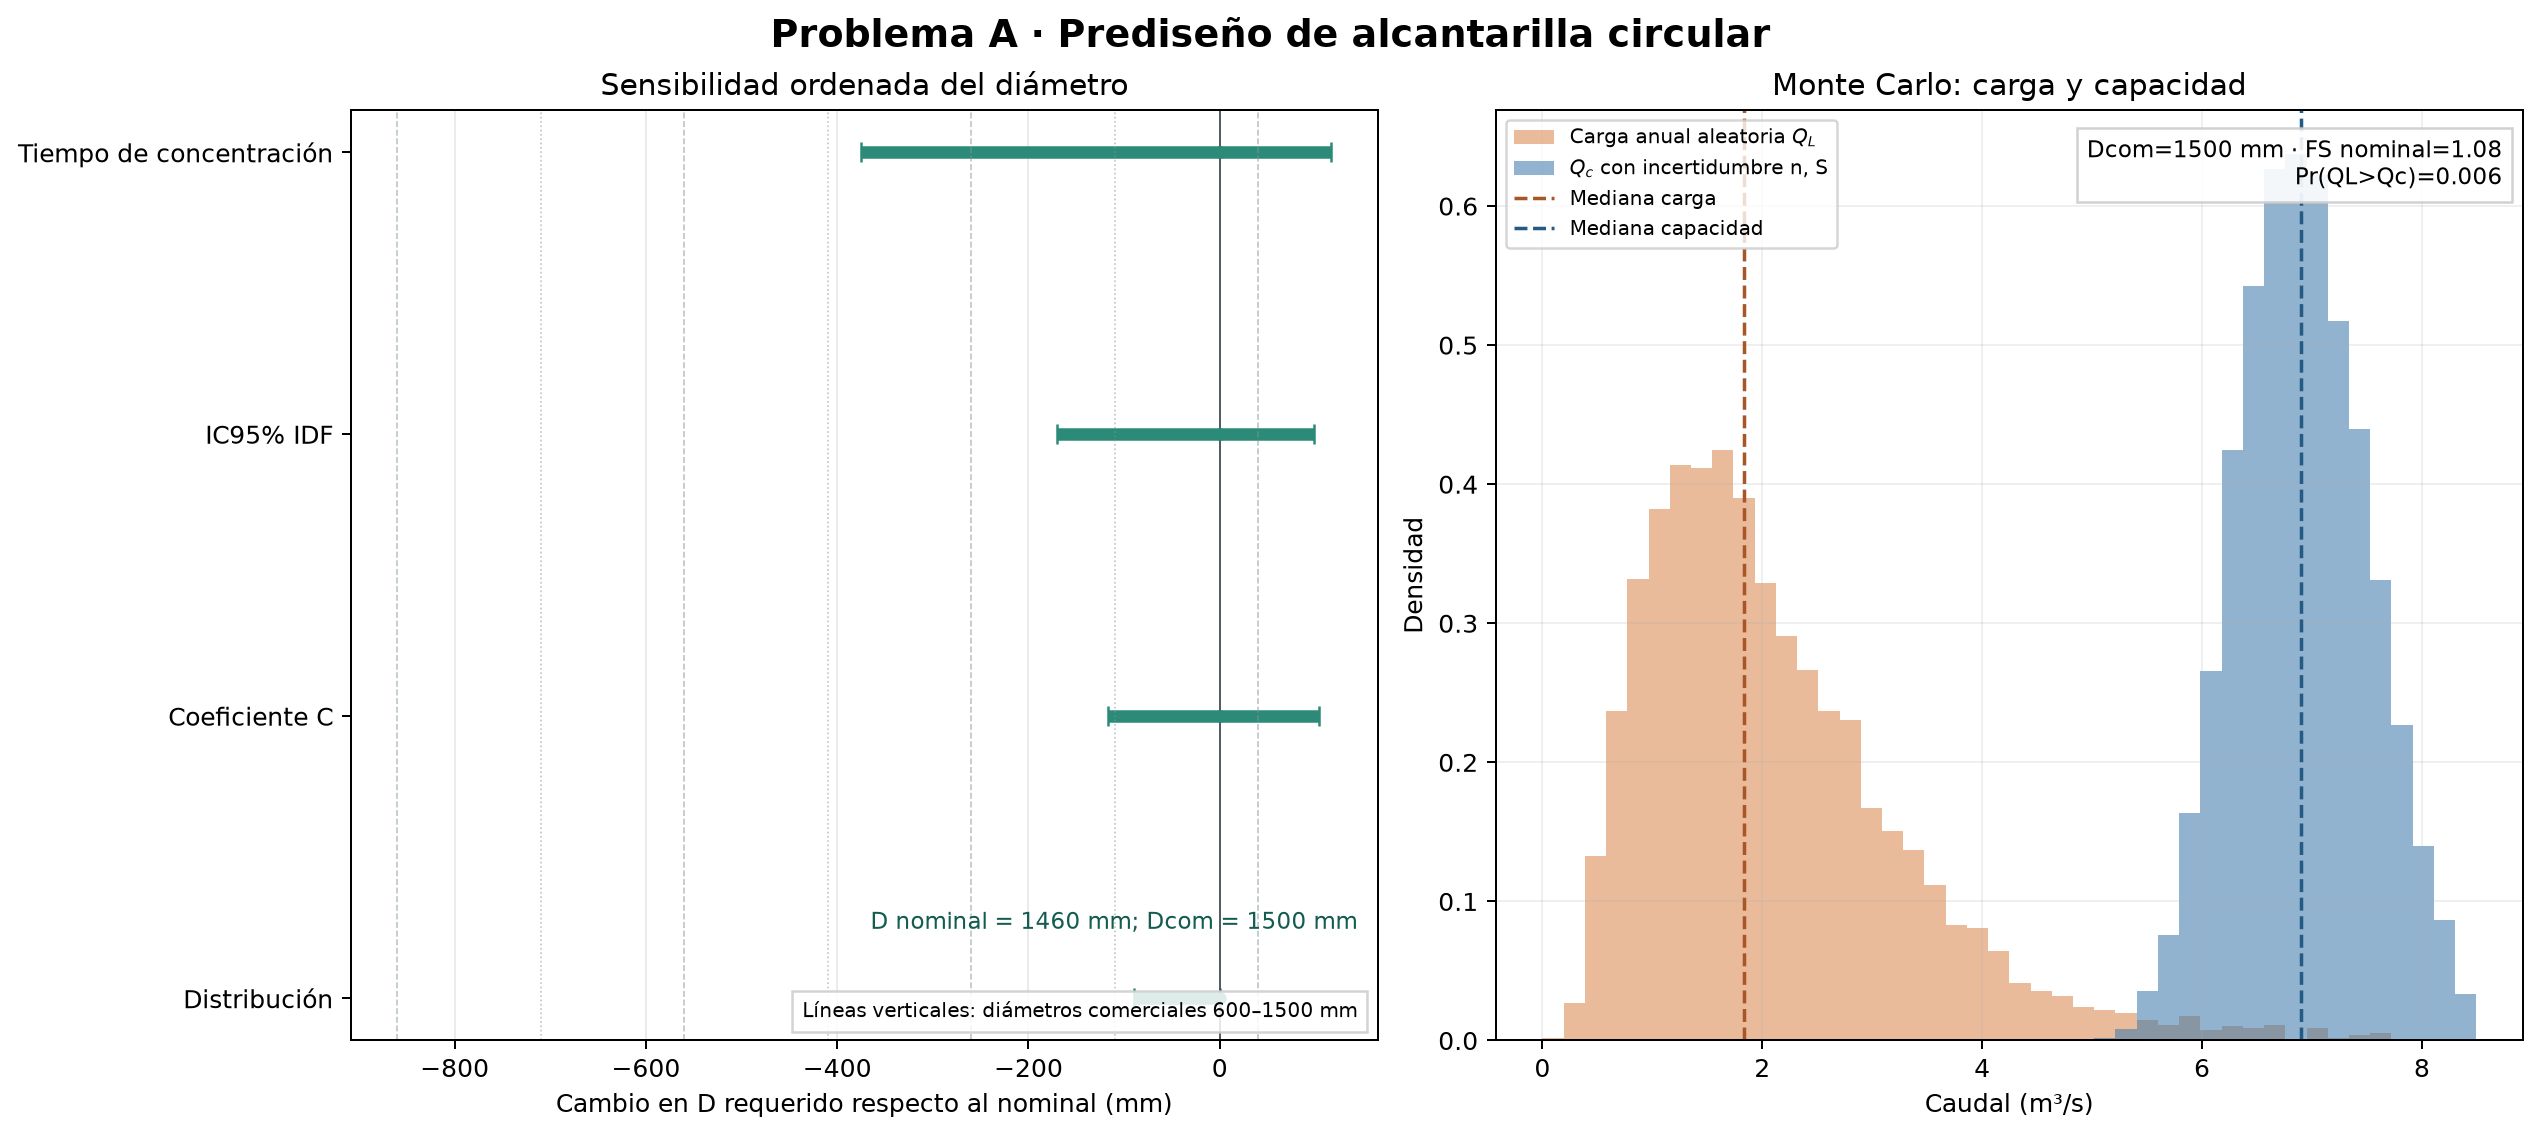 Problema A · Prediseño de alcantarilla circular
Sensibilidad ordenada del diámetro
Tiempo de concentración
IC95% IDF
Coeficiente C
Distribución
D nominal = 1460 mm; Dcom = 1500 mm
Líneas verticales: diámetros comerciales 600–1500 mm
−800
−600
−400
−200
0
Cambio en D requerido respecto al nominal (mm)
Monte Carlo: carga y capacidad
Carga anual aleatoria Q_L
Q_c con incertidumbre n, S
Mediana carga
Mediana capacidad
Dcom=1500 mm · FS nominal=1.08
Pr(QL>Qc)=0.006
Densidad
0.6
0.5
0.4
0.3
0.2
0.1
0.0
0
2
4
6
8
Caudal (m³/s)